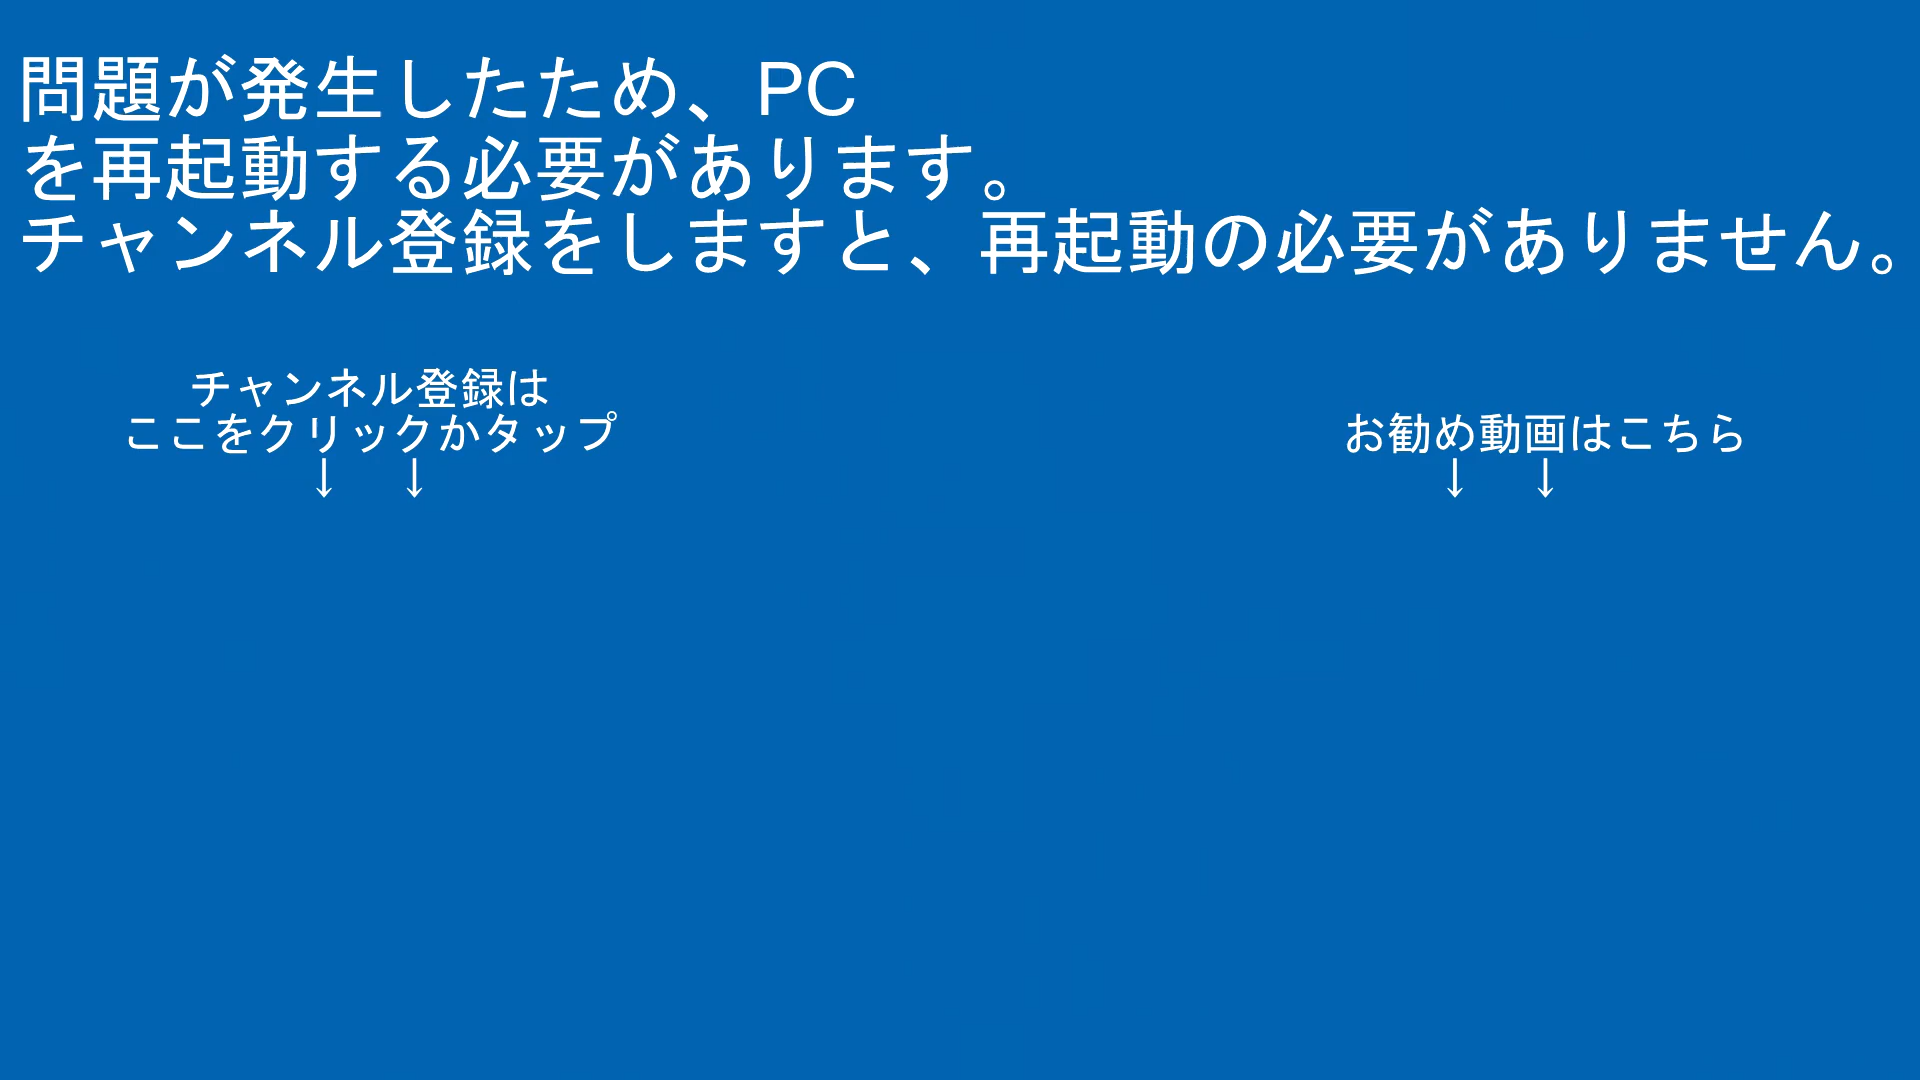 問題が発生したため、PC
を再起動する必要があります。
チャンネル登録をしますと、再起動の必要がありません。
チャンネル登録は
ここをクリックかタップ
↓　↓
お勧め動画はこちら
↓　↓